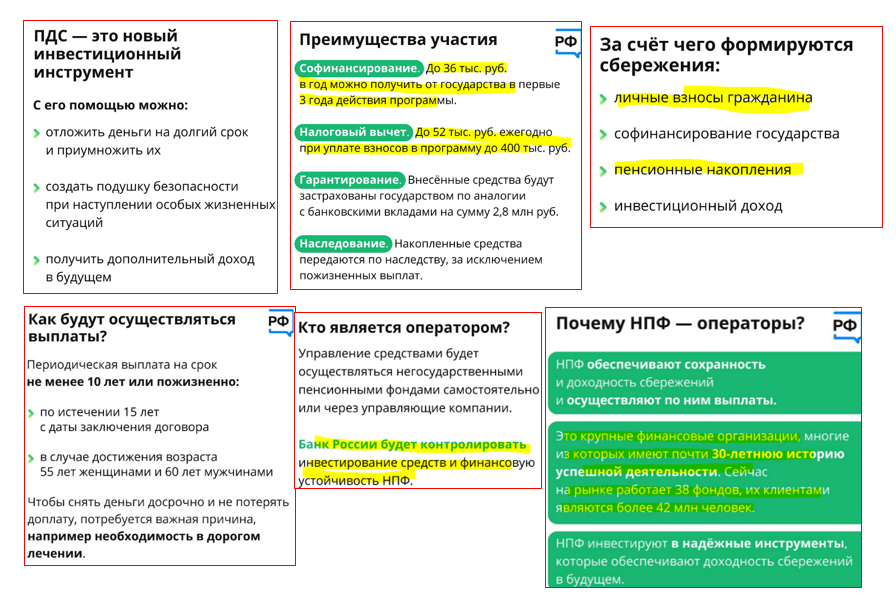 ПДС — это новый
инвестиционный
инструмент
С его помощью можно:
отложить деньги на долгий срок
и приумножить их
создать подушку безопасности
при наступлении особых жизненных
ситуаций
получить дополнительный доход
в будущем
Преимущества участия
РФ
Софинансирование. До 36 тыс. руб.
в год можно получить от государства в первые
3 года действия программы.
Налоговый вычет. До 52 тыс. руб. ежегодно
при уплате взносов в программу до 400 тыс. руб.
Гарантирование. Внесённые средства будут
застрахованы государством по аналогии
с банковскими вкладами на сумму 2,8 млн руб.
Наследование. Накопленные средства
передаются по наследству, за исключением
пожизненных выплат.
За счёт чего формируются
сбережения:
личные взносы гражданина
софинансирование государства
пенсионные накопления
инвестиционный доход
Как будут осуществляться
выплаты?
РФ
Периодическая выплата на срок
не менее 10 лет или пожизненно:
по истечении 15 лет
с даты заключения договора
в случае достижения возраста
55 лет женщинами и 60 лет мужчинами
Чтобы снять деньги досрочно и не потерять
доплату, потребуется важная причина,
например необходимость в дорогом
лечении.
Кто является оператором?
Управление средствами будет
осуществляться негосударственными
пенсионными фондами самостоятельно
или через управляющие компании.
Банк России будет контролировать
инвестирование средств и финансовую
устойчивость НПФ.
Почему НПФ — операторы?
РФ
НПФ обеспечивают сохранность
и доходность сбережений
и осуществляют по ним выплаты.
Это крупные финансовые организации, многие
из которых имеют почти 30-летнюю историю
успешной деятельности. Сейчас
на рынке работает 38 фондов, их клиентами
являются более 42 млн человек.
НПФ инвестируют в надёжные инструменты,
которые обеспечивают доходность сбережений
в будущем.